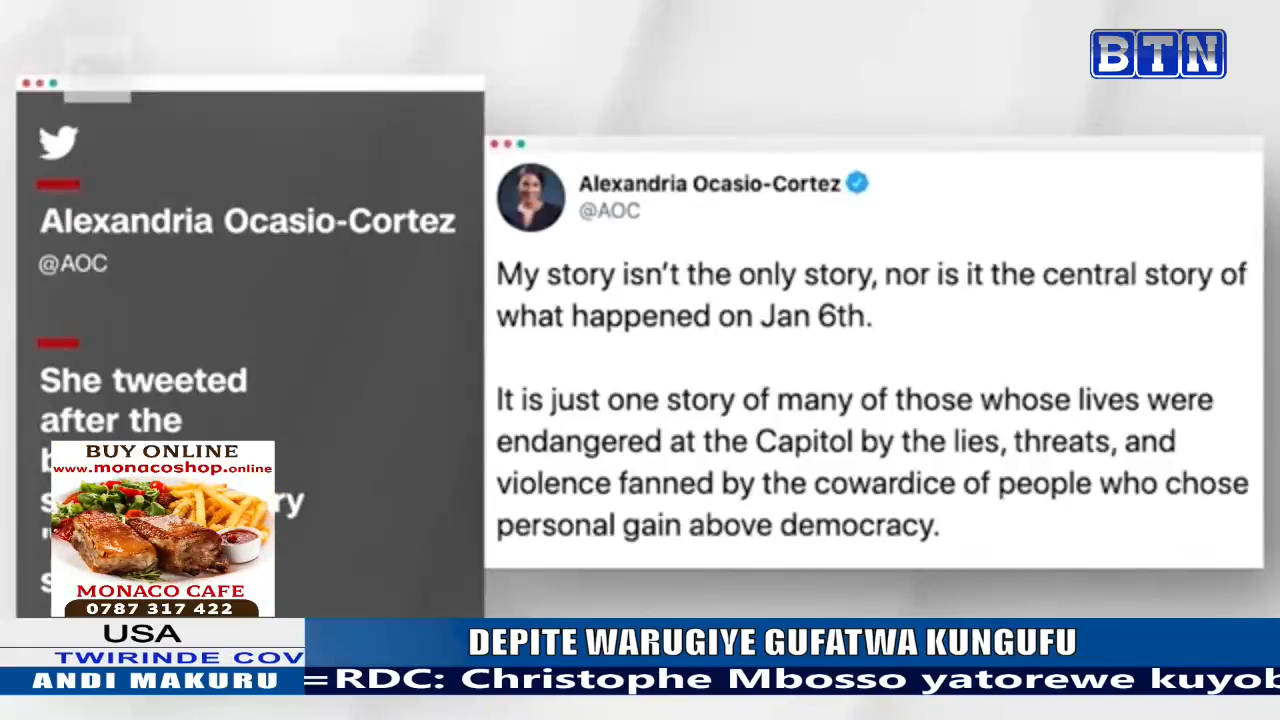 BTN
Alexandria Ocasio-Cortez
@AOC
She tweeted
after the
Alexandria Ocasio-Cortez
@AOC
My story isn't the only story, nor is it the central story of
what happened on Jan 6th.
It is just one story of many of those whose lives were
endangered at the Capitol by the lies, threats, and
violence fanned by the cowardice of people who chose
personal gain above democracy.
BUY ONLINE
www.monacoshop.online
MONACO CAFE
0787 317 422
USA
DEPITE WARUGIYE GUFATWA KUNGUFU
TWIRINDE COV
ANDI MAKURU
=RDC: Christophe Mbosso yatorewe kuyob